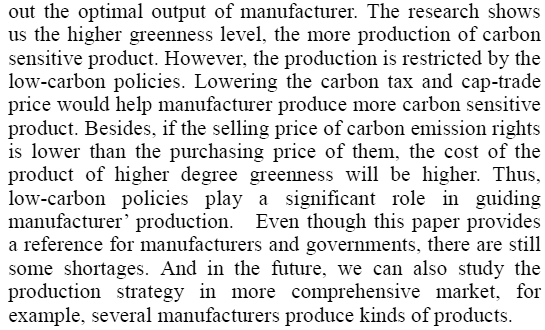 out the optimal output of manufacturer. The research shows
us the higher greenness level, the more production of carbon
sensitive product. However, the production is restricted by the
low-carbon policies. Lowering the carbon tax and cap-trade
price would help manufacturer produce more carbon sensitive
product. Besides, if the selling price of carbon emission rights
is lower than the purchasing price of them, the cost of the
product of higher degree greenness will be higher. Thus,
low-carbon policies play a significant role in guiding
manufacturer’ production.  Even though this paper provides
a reference for manufacturers and governments, there are still
some shortages. And in the future, we can also study the
production strategy in more comprehensive market, for
example, several manufacturers produce kinds of products.